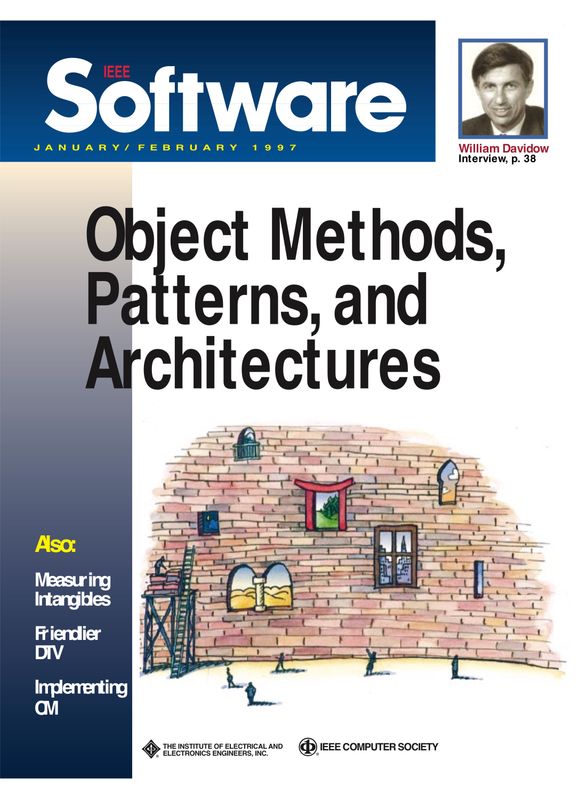 IEEE
Software
JANUARY/FEBRUARY 1997
William Davidow
Interview, p. 38
Object Methods,
Patterns, and
Architectures
Also:
Measuring
Intangibles
Friendlier
DTV
Implementing
CM
THE INSTITUTE OF ELECTRICAL AND
ELECTRONICS ENGINEERS, INC.
IEEE COMPUTER SOCIETY